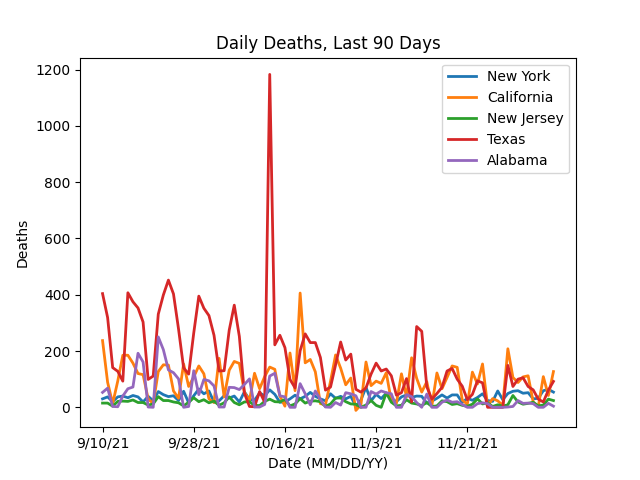 Daily Deaths, Last 90 Days
1200
1000
800
600
400
200
0
Deaths
New York
California
New Jersey
Texas
Alabama
9/10/21 9/28/21 10/16/21 11/3/21 11/21/21
Date (MM/DD/YY)